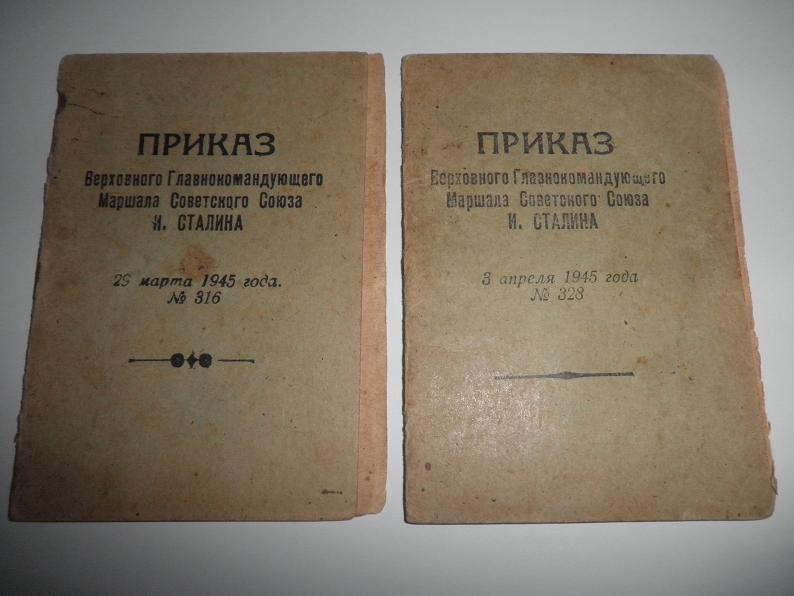 ПРИКАЗ
Верховного Главнокомандующего
Маршала Советского Союза
И. СТАЛИНА
29 марта 1945 года.
№ 316
ПРИКАЗ
Верховного Главнокомандующего
Маршала Советского Союза
И. СТАЛИНА
3 апреля 1945 года
№ 328